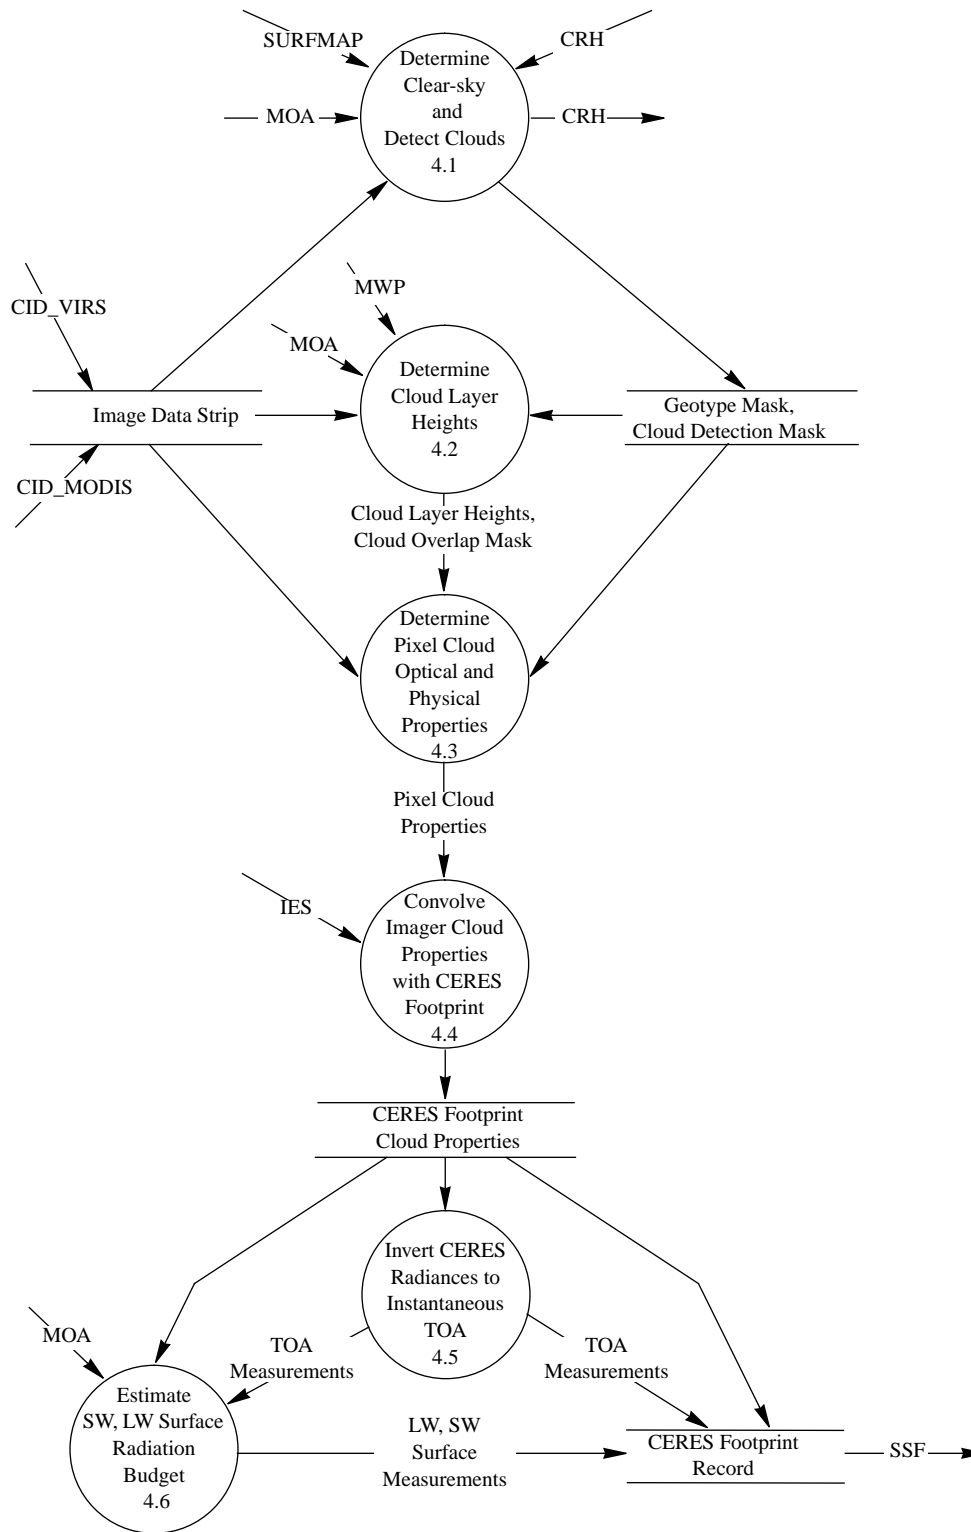 SURFMAP
CRH
Determine
Clear-sky
and
Detect Clouds
4.1
MOA
CRH
CID_VIRS
MWP
MOA
Determine
Cloud Layer
Heights
4.2
Image Data Strip
Geotype Mask,
Cloud Detection Mask
CID_MODIS
Cloud Layer Heights,
Cloud Overlap Mask
Determine
Pixel Cloud
Optical and
Physical
Properties
4.3
Pixel Cloud
Properties
IES
Convolve
Imager Cloud
Properties
with CERES
Footprint
4.4
CERES Footprint
Cloud Properties
Invert CERES
Radiances to
Instantaneous
TOA
4.5
MOA
TOA
Measurements
TOA
Measurements
Estimate
SW, LW Surface
Radiation
Budget
4.6
LW, SW
Surface
Measurements
CERES Footprint
Record
SSF